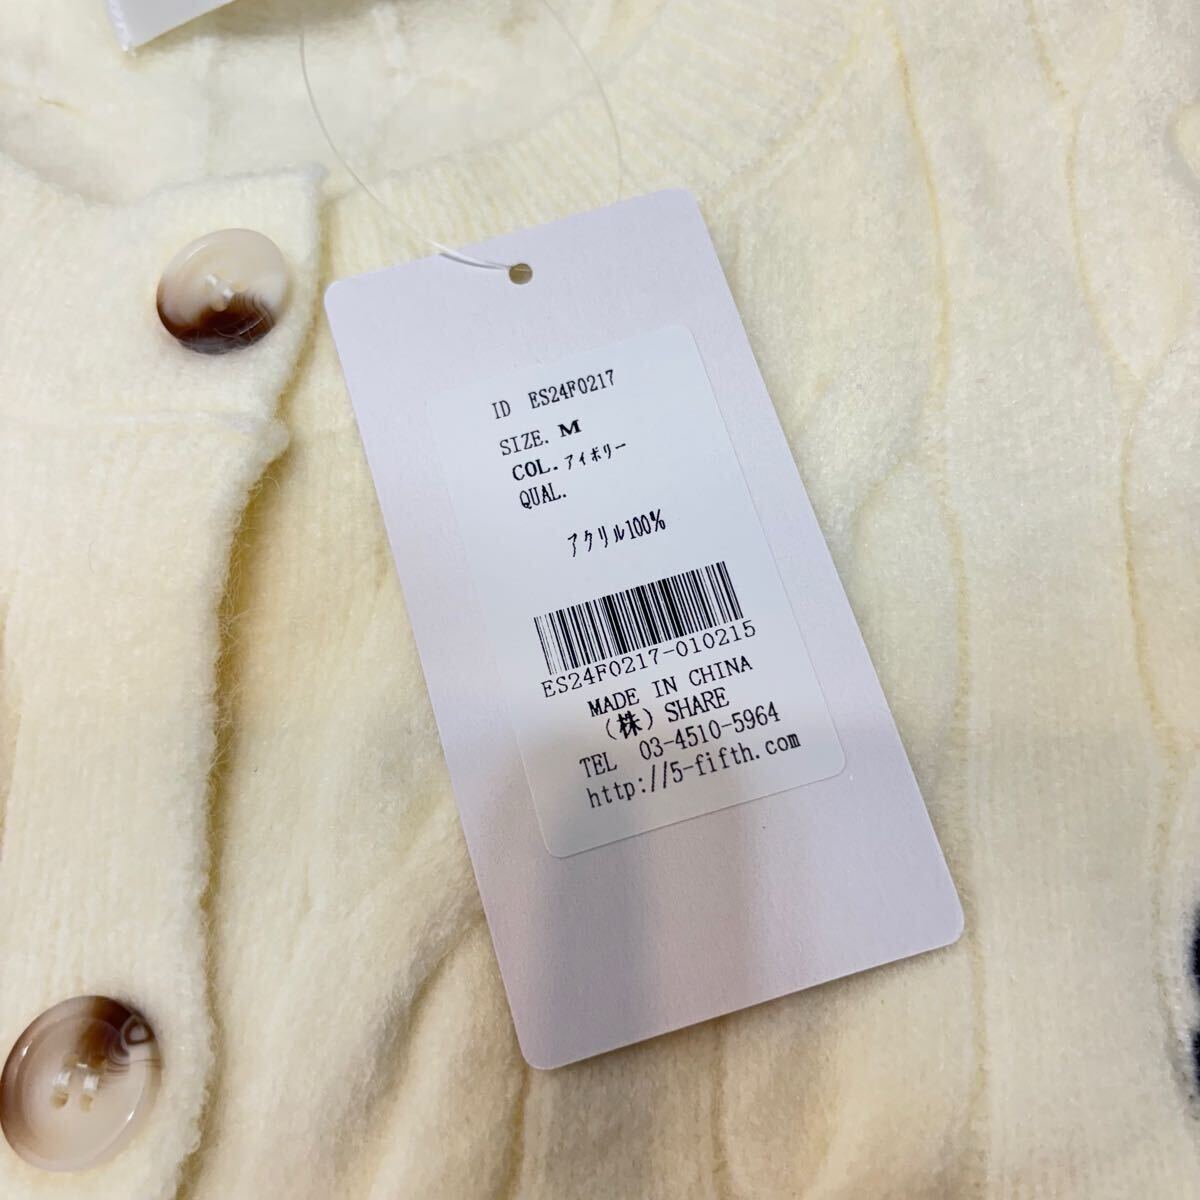 ID ES24F0217
SIZE. M
COL. アイボリー
QUAL.
アクリル100%
ES24F0217-010215
MADE IN CHINA
(株) SHARE
TEL 03-4510-5964
http://5-fifth.com